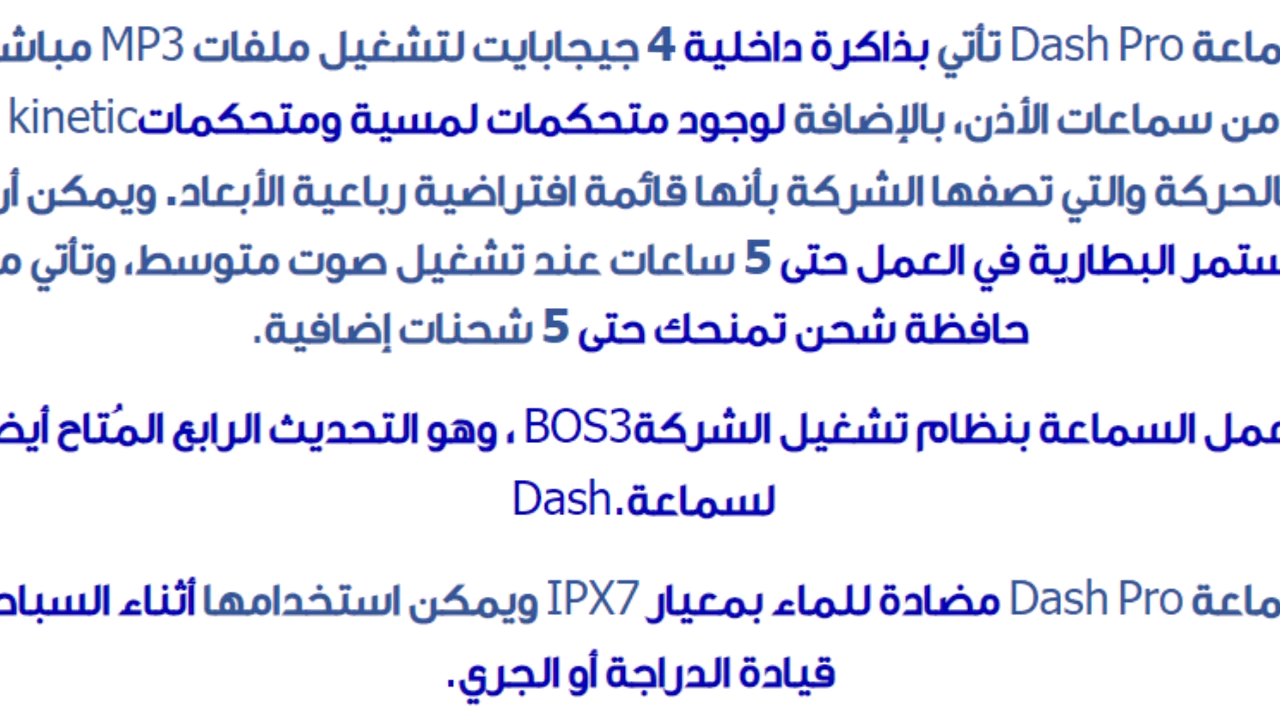 ماعة Dash Pro تأتي بذاكرة داخلية 4 جيجابايت لتشغيل ملفات MP3 مباش
من سماعات الأذن، بالإضافة لوجود متحكمات لمسية ومتحكماتkinetic
الحركة والتي تصفها الشركة بأنها قائمة افتراضية رباعية الأبعاد. ويمكن أن
ستمر البطارية في العمل حتى 5 ساعات عند تشغيل صوت متوسط، وتأتي م
حافظة شحن تمنحك حتى 5 شحنات إضافية.
عمل السماعة بنظام تشغيل الشركةBOS3 ، وهو التحديث الرابع المُتاح أيض
لسماعة.Dash
ماعة Dash Pro مضادة للماء بمعيار IPX7 ويمكن استخدامها أثناء السباح
قيادة الدراجة أو الجري.